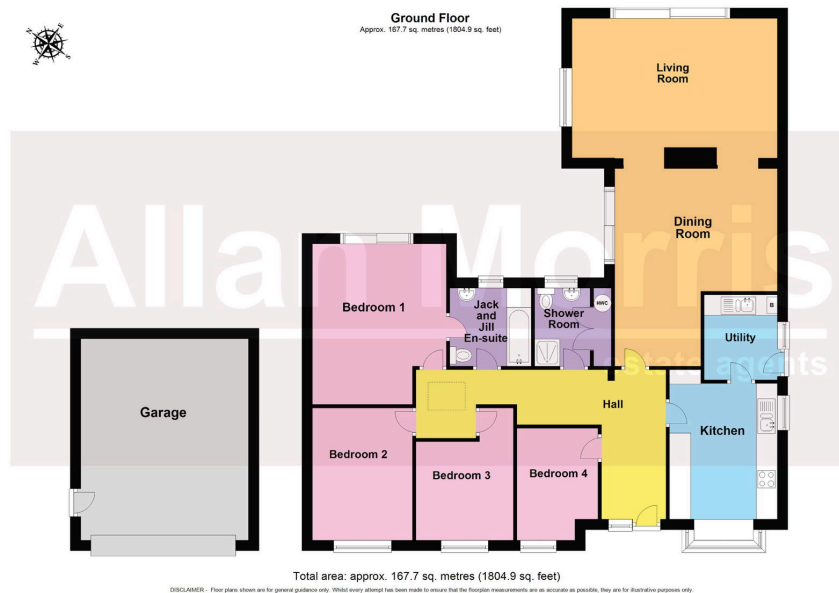 Ground Floor
Approx. 167.7 sq. metres (1804.9 sq. feet)
N
E
S
W
Living
Room
Dining
Room
Allan Morris
estate agents
Bedroom 1
Jack
and
Jill
En-suite
Shower
Room
HWC
B
Utility
Garage
Hall
Kitchen
Bedroom 2
Bedroom 3
Bedroom 4
Total area: approx. 167.7 sq. metres (1804.9 sq. feet)
DISCLAIMER - Floor plans shown are for general guidance only. Whilst every attempt has been made to ensure that the floorplan measurements are as accurate as possible, they are for illustrative purposes only.